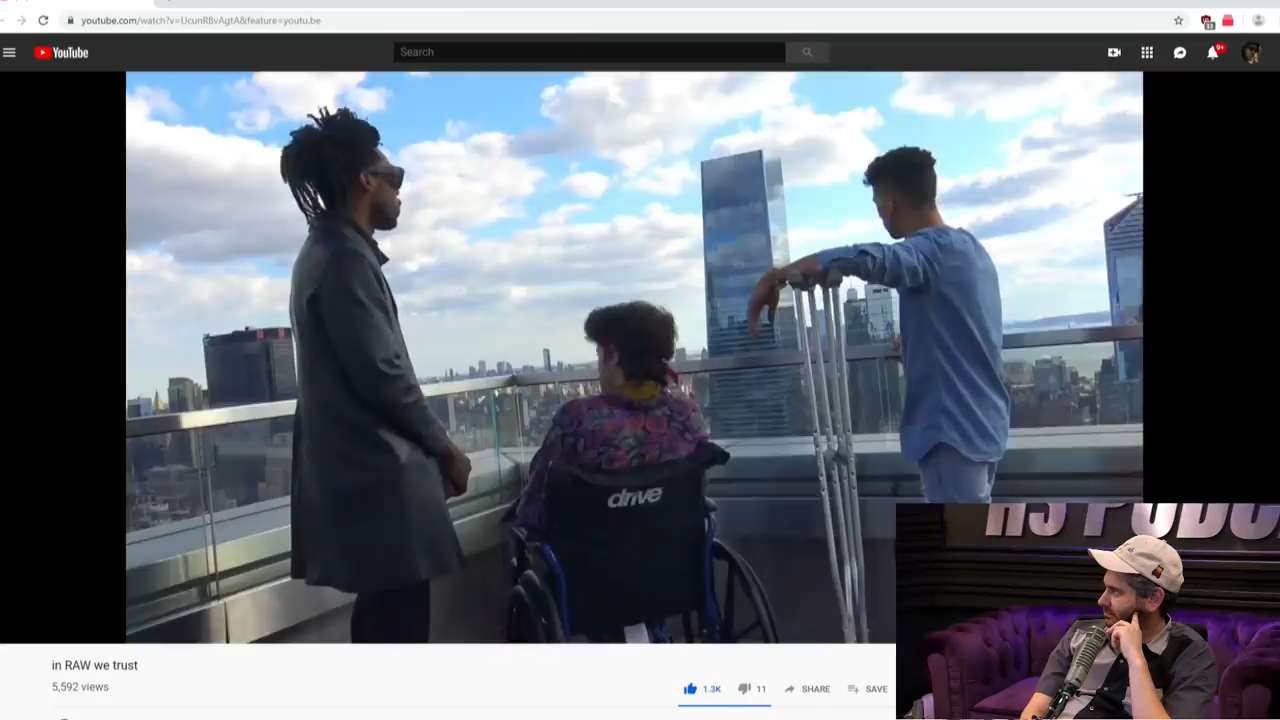 youtube.com/watch?v=UcunRBvAgtA&feature=youtu.be
YouTube
Search
9+
drive
H3 PODC
in RAW we trust
5,592 views
1.3K
11
SHARE
SAVE